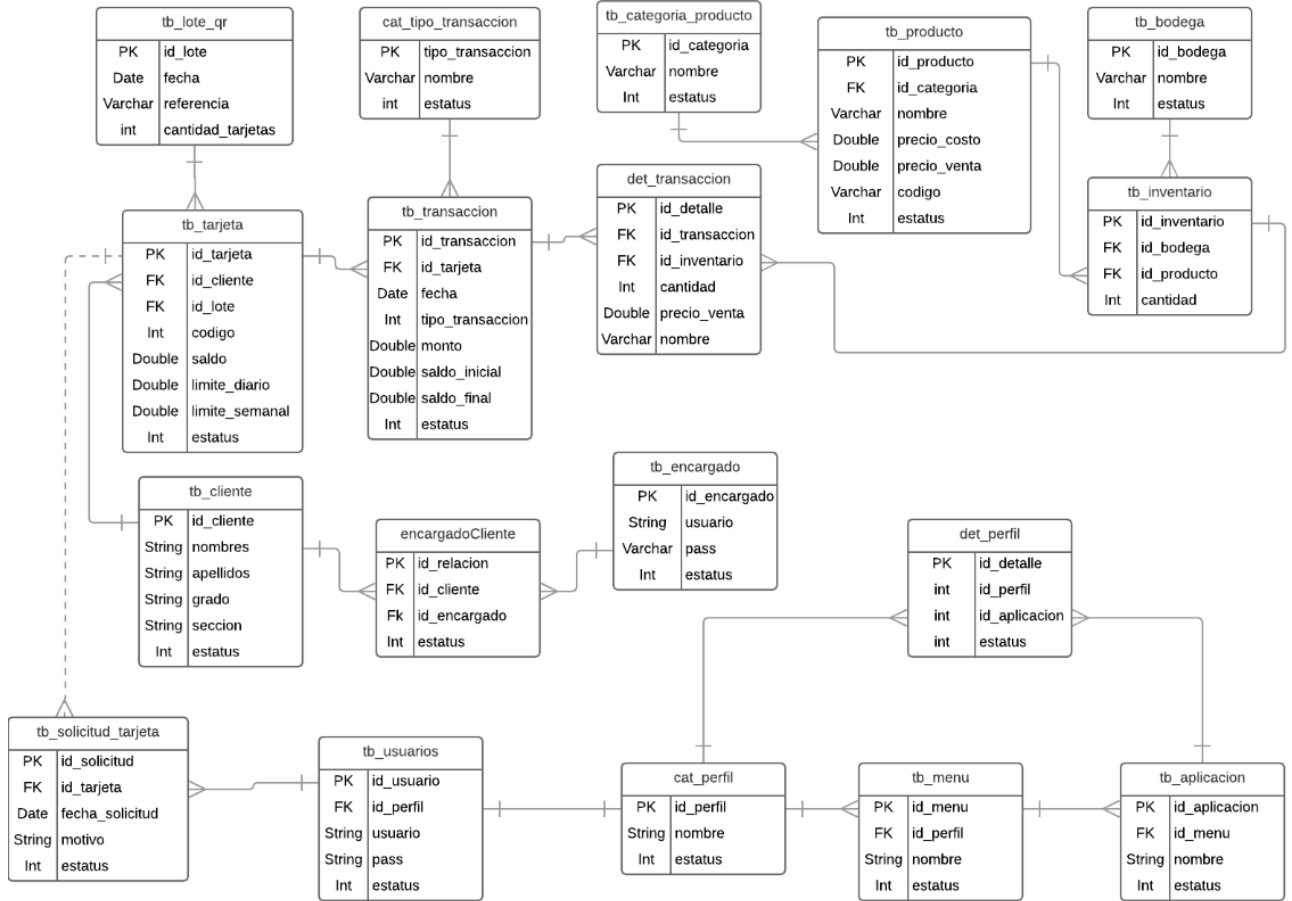 tb_lote_qr
PK id_lote
Date fecha
Varchar referencia
int cantidad_tarjetas
cat_tipo_transaccion
PK tipo_transaccion
Varchar nombre
int estatus
tb_categoria_producto
PK id_categoria
Varchar nombre
Int estatus
tb_producto
PK id_producto
FK id_categoria
Varchar nombre
Double precio_costo
Double precio_venta
Varchar codigo
Int estatus
tb_bodega
PK id_bodega
Varchar nombre
Int estatus
tb_tarjeta
PK id_tarjeta
FK id_cliente
FK id_lote
Int codigo
Double saldo
Double limite_diario
Double limite_semanal
Int estatus
tb_transaccion
PK id_transaccion
FK id_tarjeta
Date fecha
Int tipo_transaccion
Double monto
Double saldo_inicial
Double saldo_final
Int estatus
det_transaccion
PK id_detalle
FK id_transaccion
FK id_inventario
Int cantidad
Double precio_venta
Varchar nombre
tb_inventario
PK id_inventario
FK id_bodega
FK id_producto
Int cantidad
tb_cliente
PK id_cliente
String nombres
String apellidos
String grado
String seccion
Int estatus
encargadoCliente
PK id_relacion
FK id_cliente
Fk id_encargado
Int estatus
tb_encargado
PK id_encargado
String usuario
Varchar pass
Int estatus
det_perfil
PK id_detalle
int id_perfil
int id_aplicacion
int estatus
tb_solicitud_tarjeta
PK id_solicitud
FK id_tarjeta
Date fecha_solicitud
String motivo
Int estatus
tb_usuarios
PK id_usuario
FK id_perfil
String usuario
String pass
Int estatus
cat_perfil
PK id_perfil
String nombre
Int estatus
tb_menu
PK id_menu
FK id_perfil
String nombre
Int estatus
tb_aplicacion
PK id_aplicacion
FK id_menu
String nombre
Int estatus